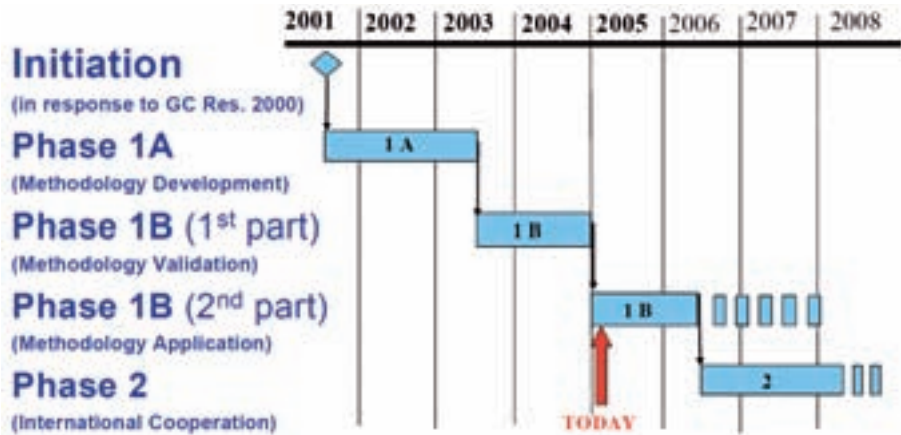 2001 2002 2003 2004 2005 2006 2007 2008
Initiation
(in response to GC Res. 2000)
Phase 1A
1 A
(Methodology Development)
Phase 1B (1st part)
1 B
(Methodology Validation)
Phase 1B (2nd part)
1 B
(Methodology Application)
Phase 2
2
(International Cooperation)
TODAY